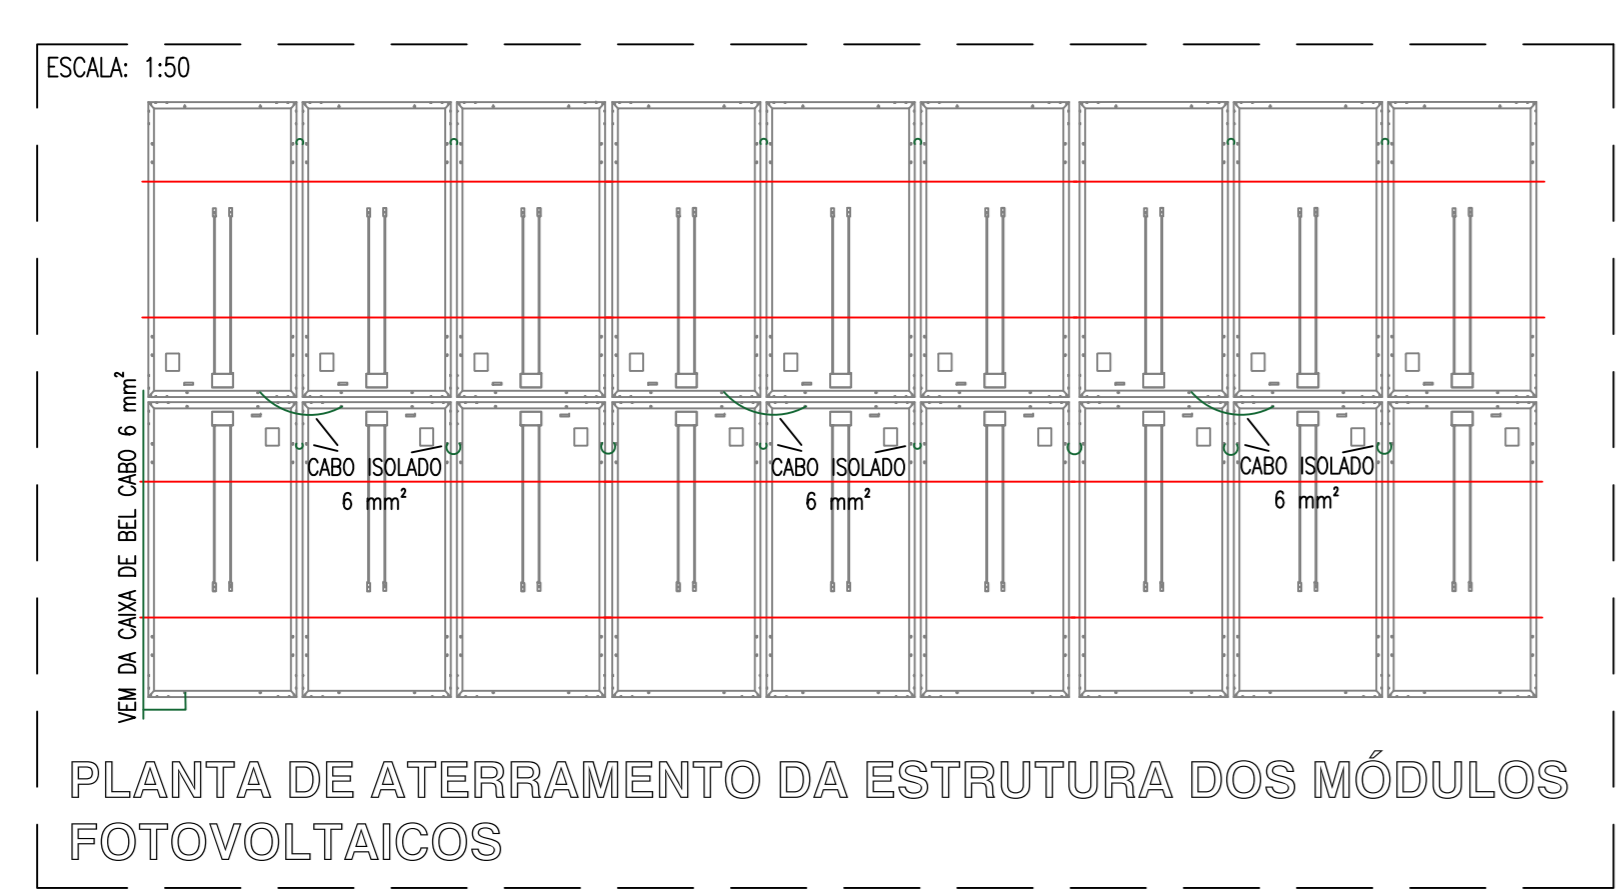 ESCALA: 1:50
VEM DA CAIXA DE BEL CABO 6 mm²
CABO ISOLADO
6 mm²
CABO ISOLADO
6 mm²
CABO ISOLADO
6 mm²
PLANTA DE ATERRAMENTO DA ESTRUTURA DOS MÓDULOS
FOTOVOLTAICOS